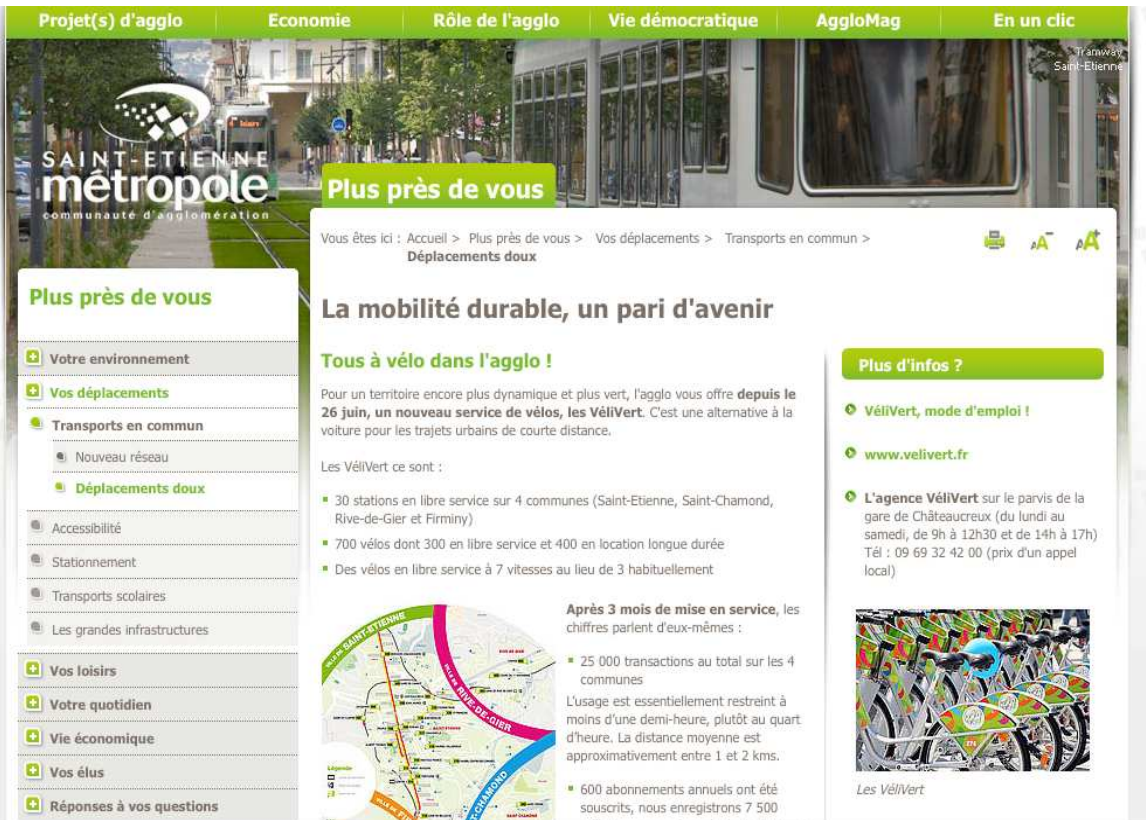 Projet(s) d'agglo
Economie
Rôle de l'agglo
Vie démocratique
AggloMag
En un clic
Tramway
Saint-Etienne
SAINT-ETIENNE
métropole
communauté d'agglomération
Plus près de vous
Vous êtes ici : Accueil > Plus près de vous > Vos déplacements > Transports en commun >
Déplacements doux
Plus près de vous
Votre environnement
Vos déplacements
Transports en commun
Nouveau réseau
Déplacements doux
Accessibilité
Stationnement
Transports scolaires
Les grandes infrastructures
Vos loisirs
Votre quotidien
Vie économique
Vos élus
Réponses à vos questions
La mobilité durable, un pari d'avenir
Tous à vélo dans l'agglo !
Pour un territoire encore plus dynamique et plus vert, l'agglo vous offre depuis le
26 juin, un nouveau service de vélos, les VéliVert. C'est une alternative à la
voiture pour les trajets urbains de courte distance.
Les VéliVert ce sont :
30 stations en libre service sur 4 communes (Saint-Etienne, Saint-Chamond,
Rive-de-Gier et Firminy)
700 vélos dont 300 en libre service et 400 en location longue durée
Des vélos en libre service à 7 vitesses au lieu de 3 habituellement
VILLE DE SAINT-ETIENNE
VILLE DE RIVE-DE-GIER
Légende
Après 3 mois de mise en service, les
chiffres parlent d'eux-mêmes :
25 000 transactions au total sur les 4
communes
L'usage est essentiellement restreint à
moins d'une demi-heure, plutôt au quart
d'heure. La distance moyenne est
approximativement entre 1 et 2 kms.
600 abonnements annuels ont été
souscrits, nous enregistrons 7 500
Plus d'infos ?
VéliVert, mode d'emploi !
www.velivert.fr
L'agence VéliVert sur le parvis de la
gare de Châteaucreux (du lundi au
samedi, de 9h à 12h30 et de 14h à 17h)
Tél : 09 69 32 42 00 (prix d'un appel
local)
Les VéliVert